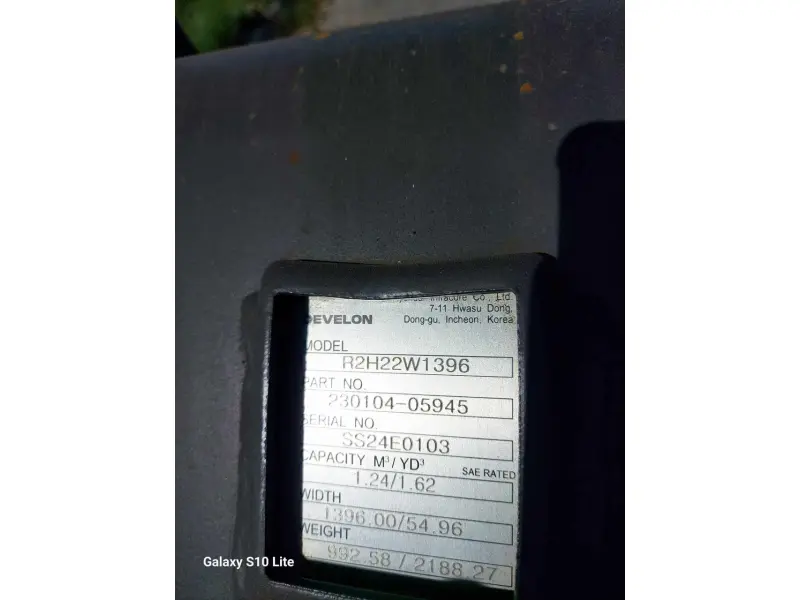 Infracore Co., Ltd.
7-11 Hwasu Dong,
DEVELON
Dong-gu, Incheon, Korea
MODEL
R2H22W1396
PART NO.
230104-05945
SERIAL NO.
SS24E0103
CAPACITY M³/YD³
SAE RATED
1.24/1.62
WIDTH
1396.00/54.96
WEIGHT
992.58 / 2188.27
Galaxy S10 Lite